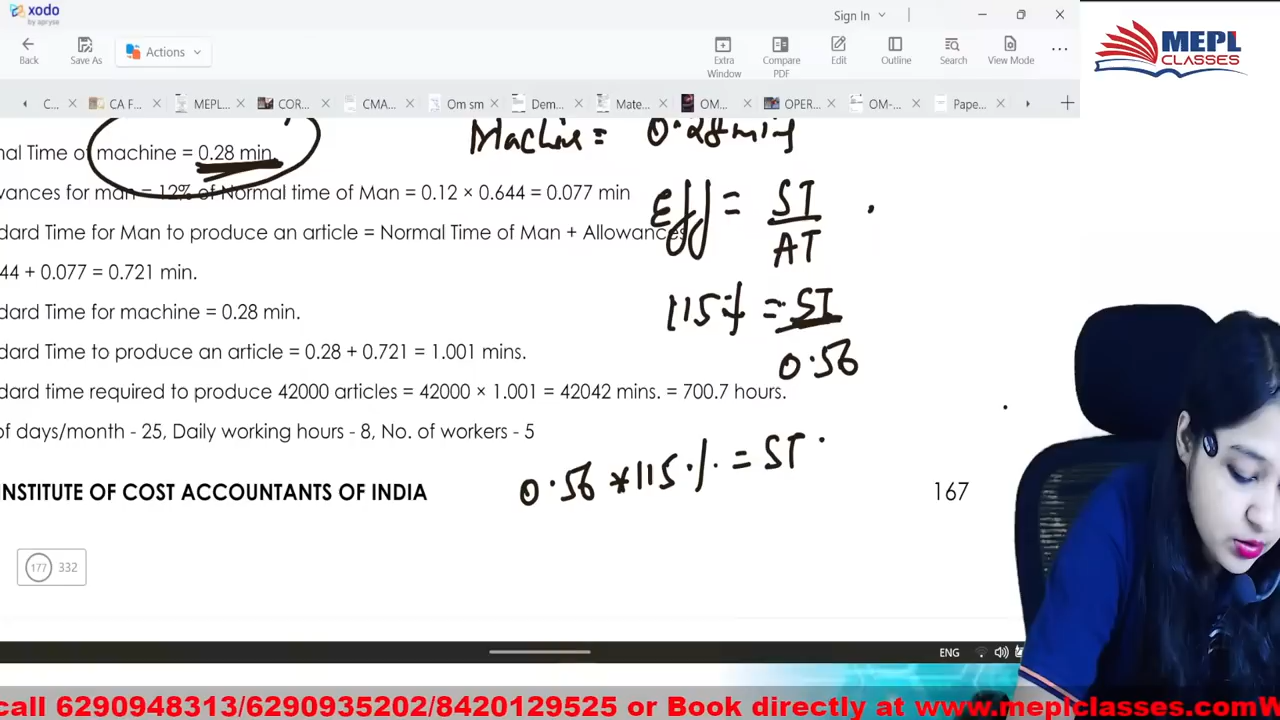 xodo
by apryse
Sign In
Back
Save As
Actions
Extra
Window
Compare
PDF
Edit
Outline
Search
View Mode
MEPL
CLASSES
C...
CA F
MEPL...
COR
CMA...
Om sm
Dem...
Mate...
OM...
OPER...
OM-...
Pape...
Machine = 0.28 min
nal Time of machine = 0.28 min.
wances for man = 12% of Normal time of Man = 0.12 × 0.644 = 0.077 min
Eff = ST
AT
dard Time for Man to produce an article = Normal Time of Man + Allowances
44 + 0.077 = 0.721 min.
115% = ST
0.56
dard Time for machine = 0.28 min.
dard Time to produce an article = 0.28 + 0.721 = 1.001 mins.
dard time required to produce 42000 articles = 42000 × 1.001 = 42042 mins. = 700.7 hours.
of days/month - 25, Daily working hours - 8, No. of workers - 5
0.56 * 115% = ST
INSTITUTE OF COST ACCOUNTANTS OF INDIA
167
177 332
ENG
call 6290948313/6290935202/8420129525 or Book directly at www.meplclasses.com